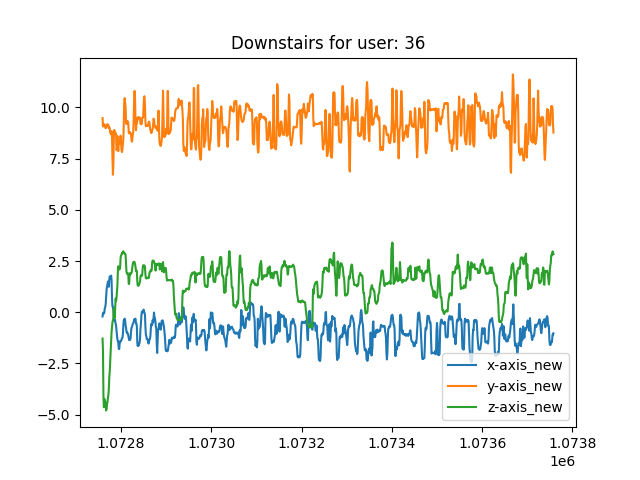 Downstairs for user: 36
10.0
7.5
5.0
2.5
0.0
−2.5
−5.0
x-axis_new
y-axis_new
z-axis_new
1.0728 1.0730 1.0732 1.0734 1.0736 1.0738
1e6